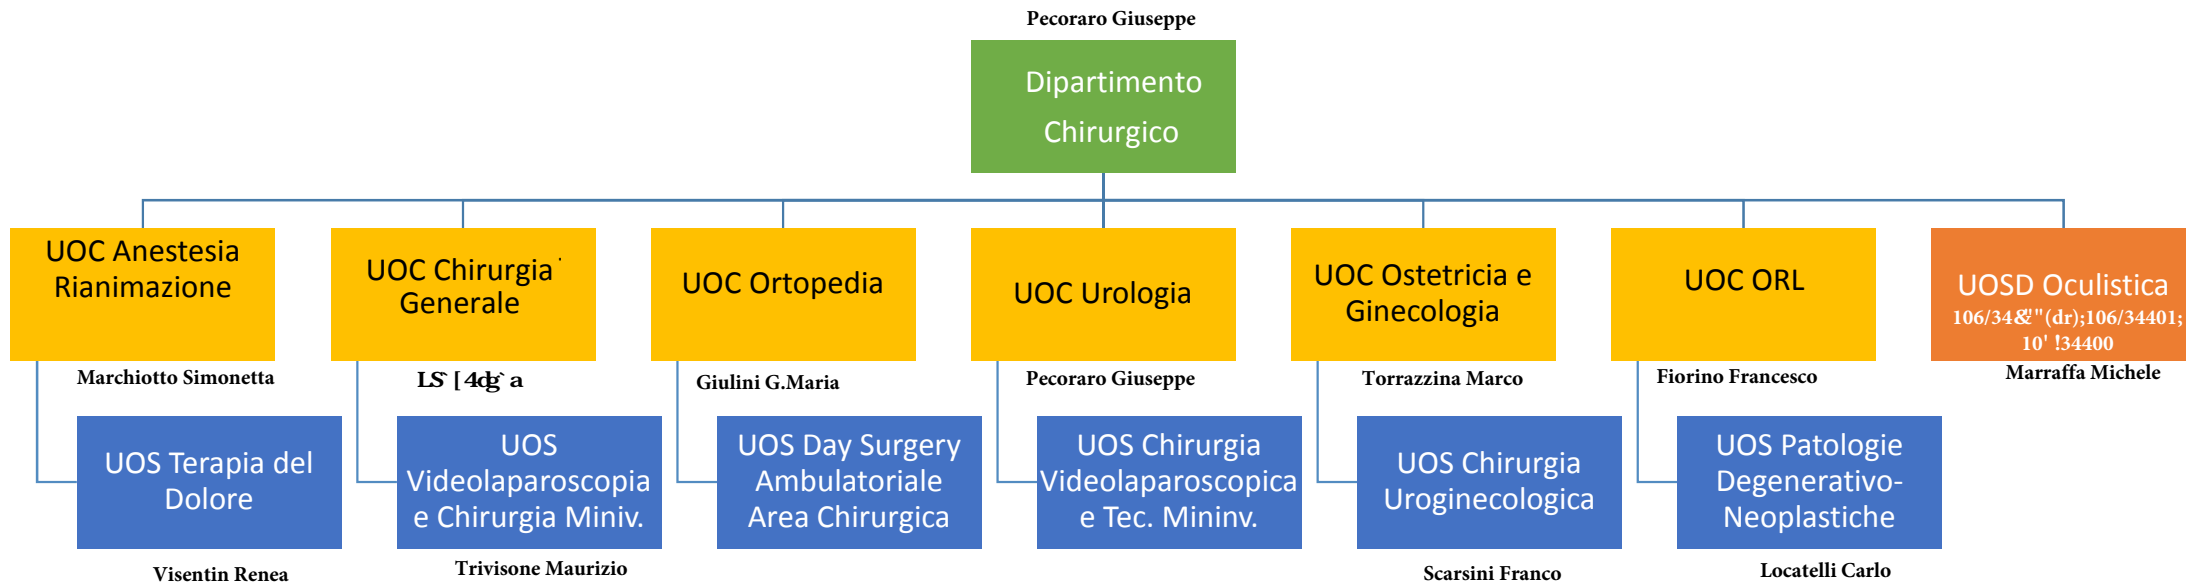 Pecoraro Giuseppe
Dipartimento
Chirurgico
UOC Anestesia
Rianimazione
Marchiotto Simonetta
UOS Terapia del
Dolore
Visentin Renea
UOC Chirurgia
Generale
UOS
Videolaparoscopia
e Chirurgia Miniv.
Trivisone Maurizio
UOC Ortopedia
Giulini G.Maria
UOS Day Surgery
Ambulatoriale
Area Chirurgica
UOC Urologia
Pecoraro Giuseppe
UOS Chirurgia
Videolaparoscopica
e Tec. Mininv.
UOC Ostetricia e
Ginecologia
Torrazzina Marco
UOS Chirurgia
Uroginecologica
Scarsini Franco
UOC ORL
Fiorino Francesco
UOS Patologie
Degenerativo-
Neoplastiche
Locatelli Carlo
UOSD Oculistica
Marraffa Michele